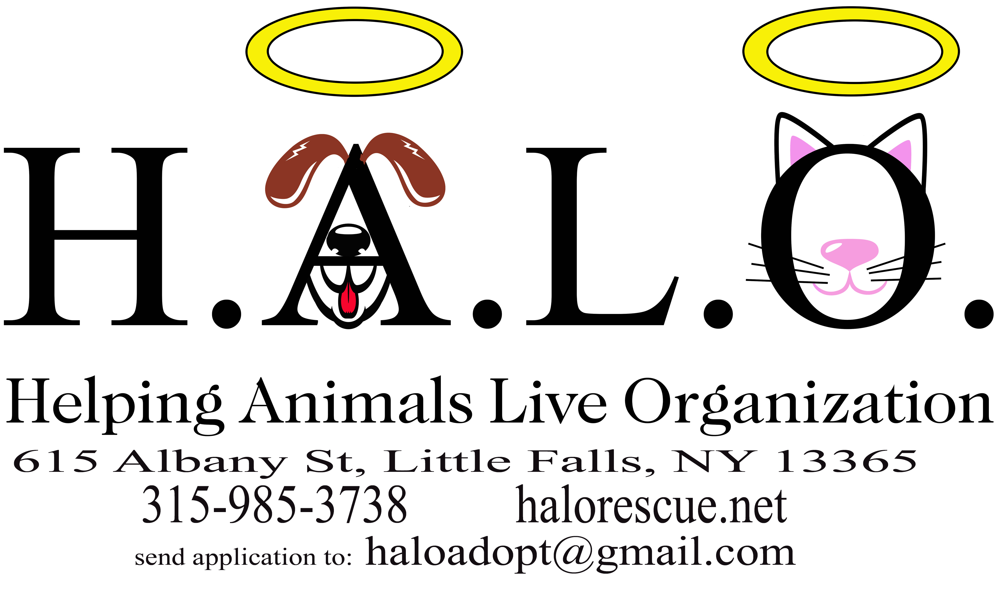 H.A.L.O.
Helping Animals Live Organization
615 Albany St, Little Falls, NY 13365
315-985-3738 halorescue.net
send application to: haloadopt@gmail.com